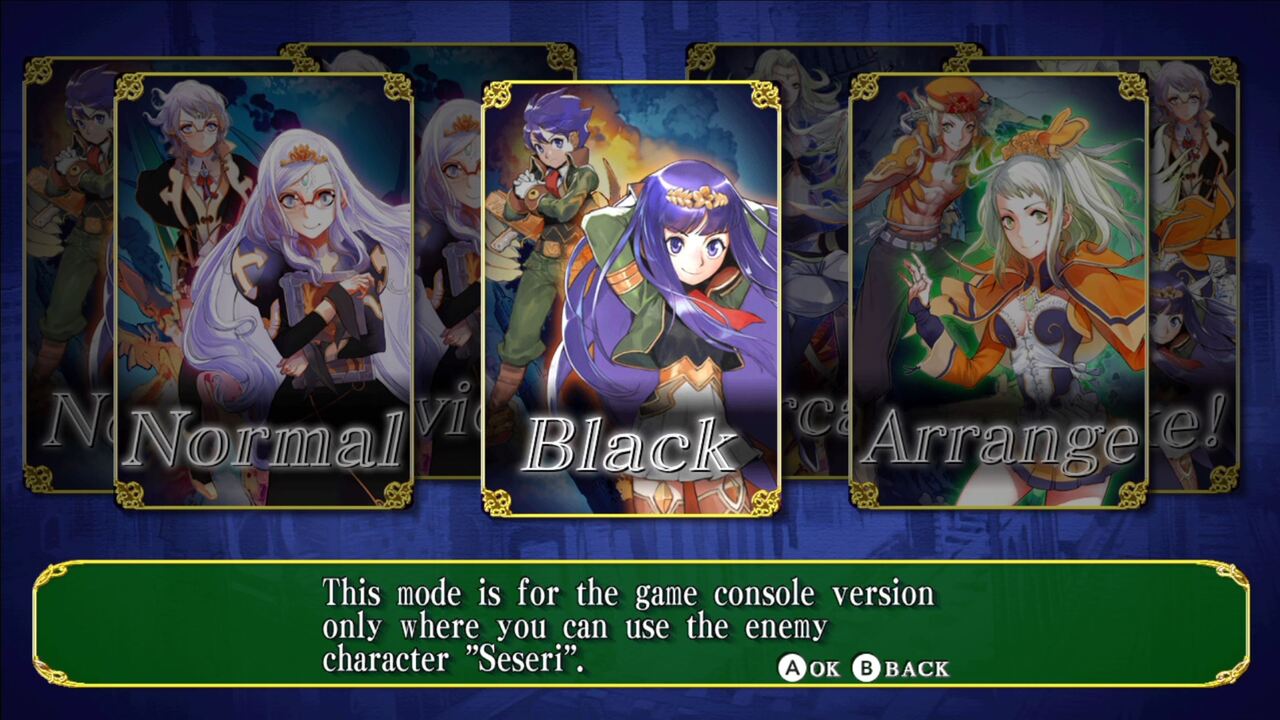 Normal
Black
Arrange
This mode is for the game console version
only where you can use the enemy
character "Seseri".
A OK B BACK